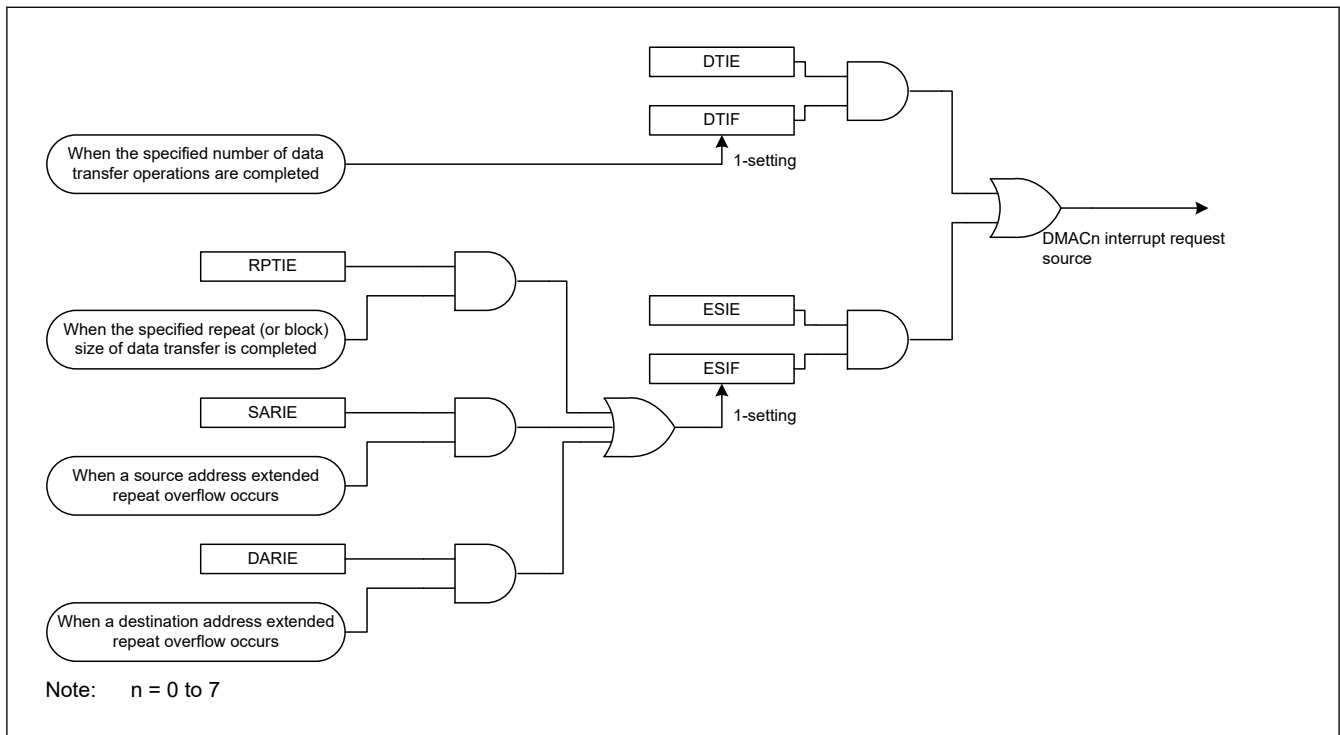 DTIE
DTIF
When the specified number of data
transfer operations are completed
1-setting
DMACn interrupt request
source
RPTIE
When the specified repeat (or block)
size of data transfer is completed
ESIE
ESIF
1-setting
SARIE
When a source address extended
repeat overflow occurs
DARIE
When a destination address extended
repeat overflow occurs
Note: n = 0 to 7